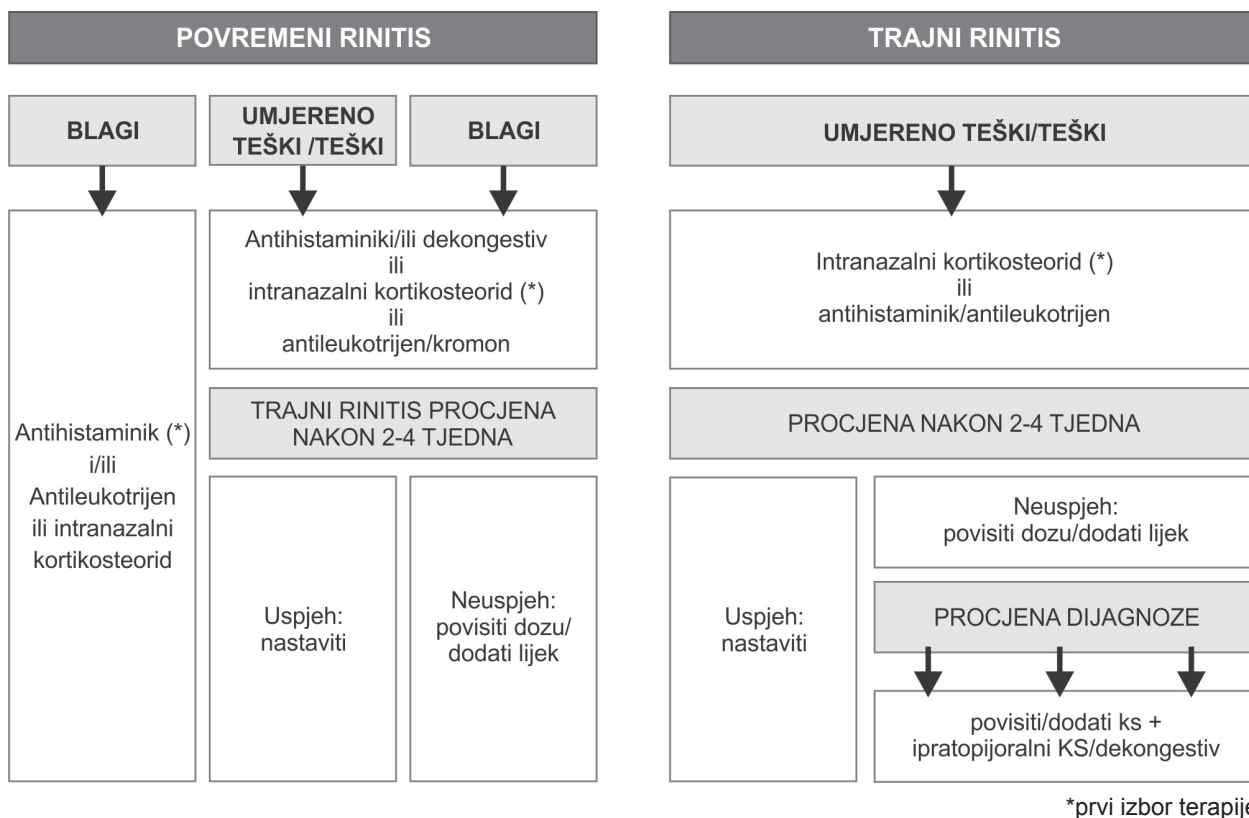 POVREMENI RINITIS
BLAGI
UMJERENO
TEŠKI /TEŠKI
BLAGI
Antihistaminik (*)
i/ili
Antileukotrijen
ili intranazalni
kortikosteorid
Antihistaminiki/ili dekongestiv
ili
intranazalni kortikosteorid (*)
ili
antileukotrijen/kromon
TRAJNI RINITIS PROCJENA
NAKON 2-4 TJEDNA
Uspjeh:
nastaviti
Neuspjeh:
povisiti dozu/
dodati lijek
TRAJNI RINITIS
UMJERENO TEŠKI/TEŠKI
Intranazalni kortikosteorid (*)
ili
antihistaminik/antileukotrijen
PROCJENA NAKON 2-4 TJEDNA
Uspjeh:
nastaviti
Neuspjeh:
povisiti dozu/dodati lijek
PROCJENA DIJAGNOZE
povisiti/dodati ks +
ipratopijoralni KS/dekongestiv
*prvi izbor terapije